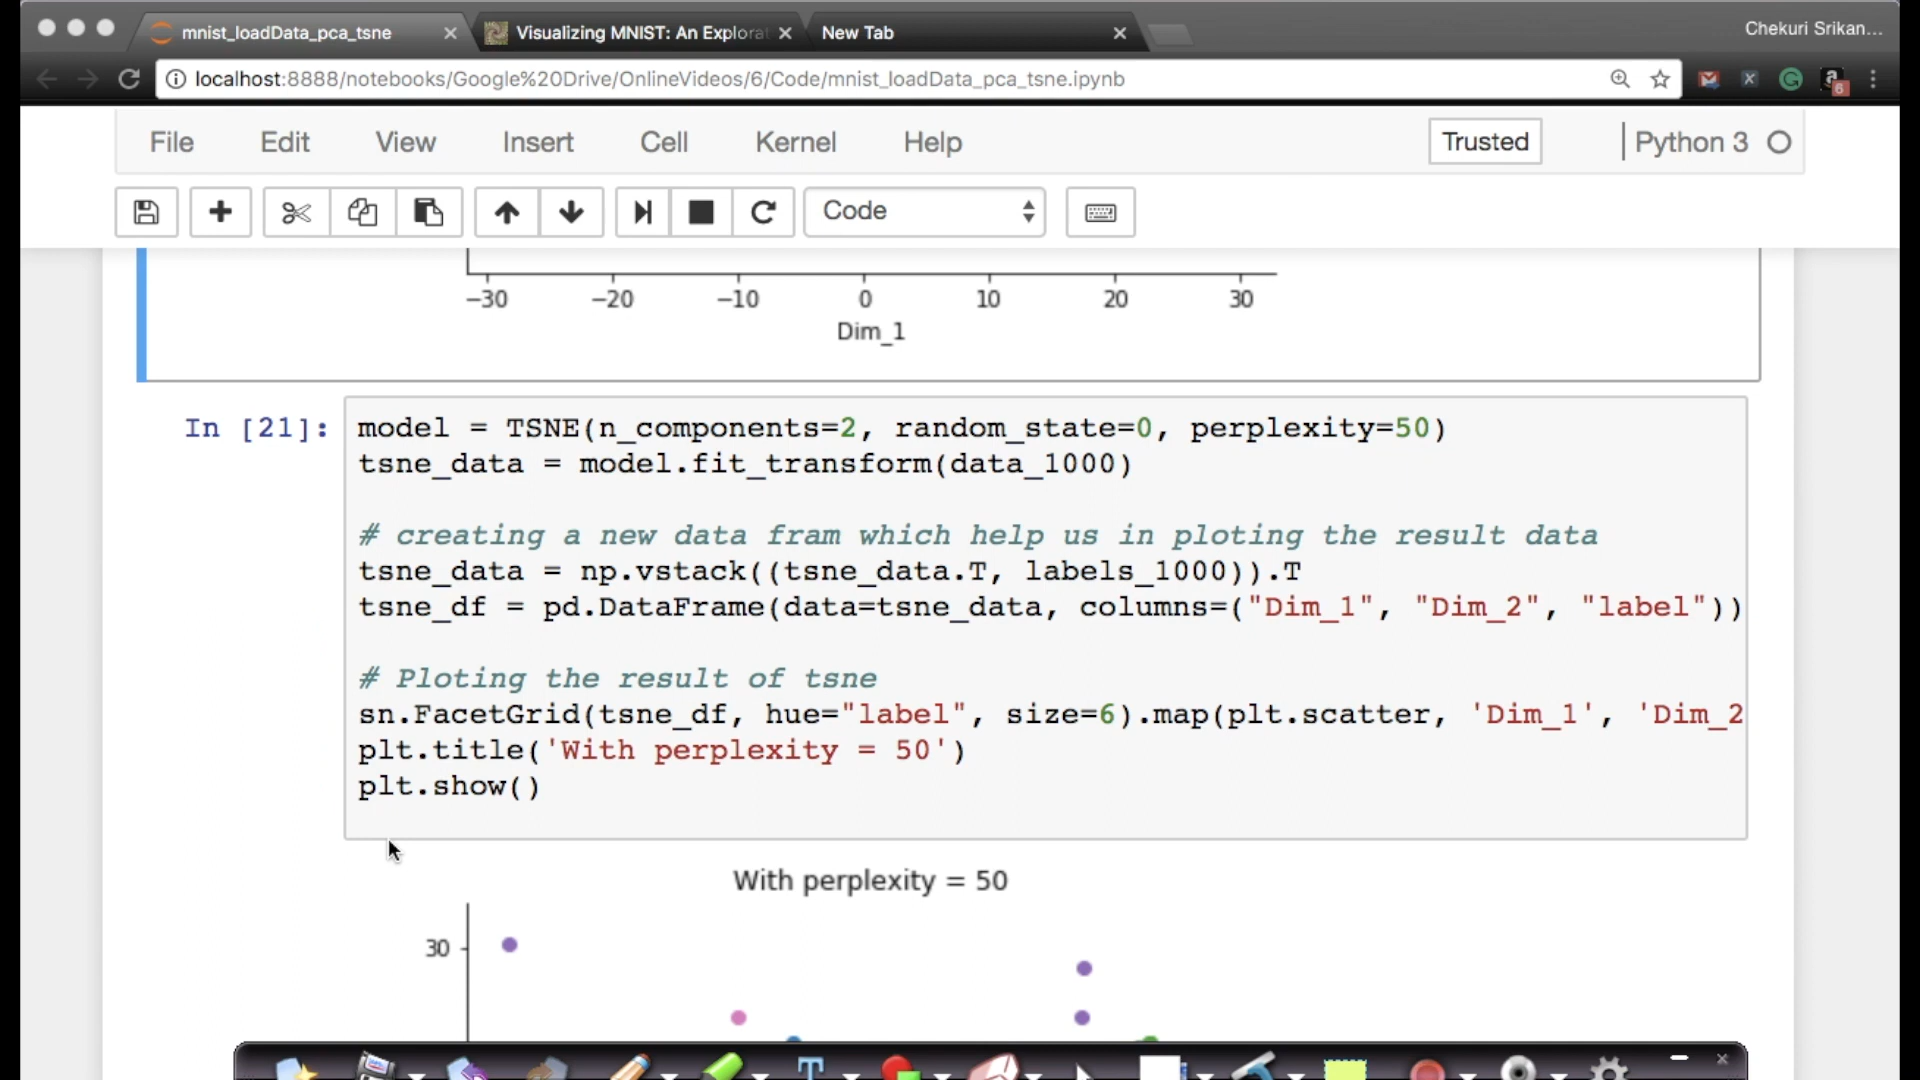 mnist_loadData_pca_tsne
Visualizing MNIST: An Explorat
New Tab
Chekuri Srikan...
localhost:8888/notebooks/Google%20Drive/OnlineVideos/6/Code/mnist_loadData_pca_tsne.ipynb
6
File Edit View Insert Cell Kernel Help Trusted Python 3
Code
−30 −20 −10 0 10 20 30
Dim_1
In [21]:
model = TSNE(n_components=2, random_state=0, perplexity=50)
tsne_data = model.fit_transform(data_1000)
# creating a new data fram which help us in ploting the result data
tsne_data = np.vstack((tsne_data.T, labels_1000)).T
tsne_df = pd.DataFrame(data=tsne_data, columns=("Dim_1", "Dim_2", "label"))
# Ploting the result of tsne
sn.FacetGrid(tsne_df, hue="label", size=6).map(plt.scatter, 'Dim_1', 'Dim_2
plt.title('With perplexity = 50')
plt.show()
With perplexity = 50
30